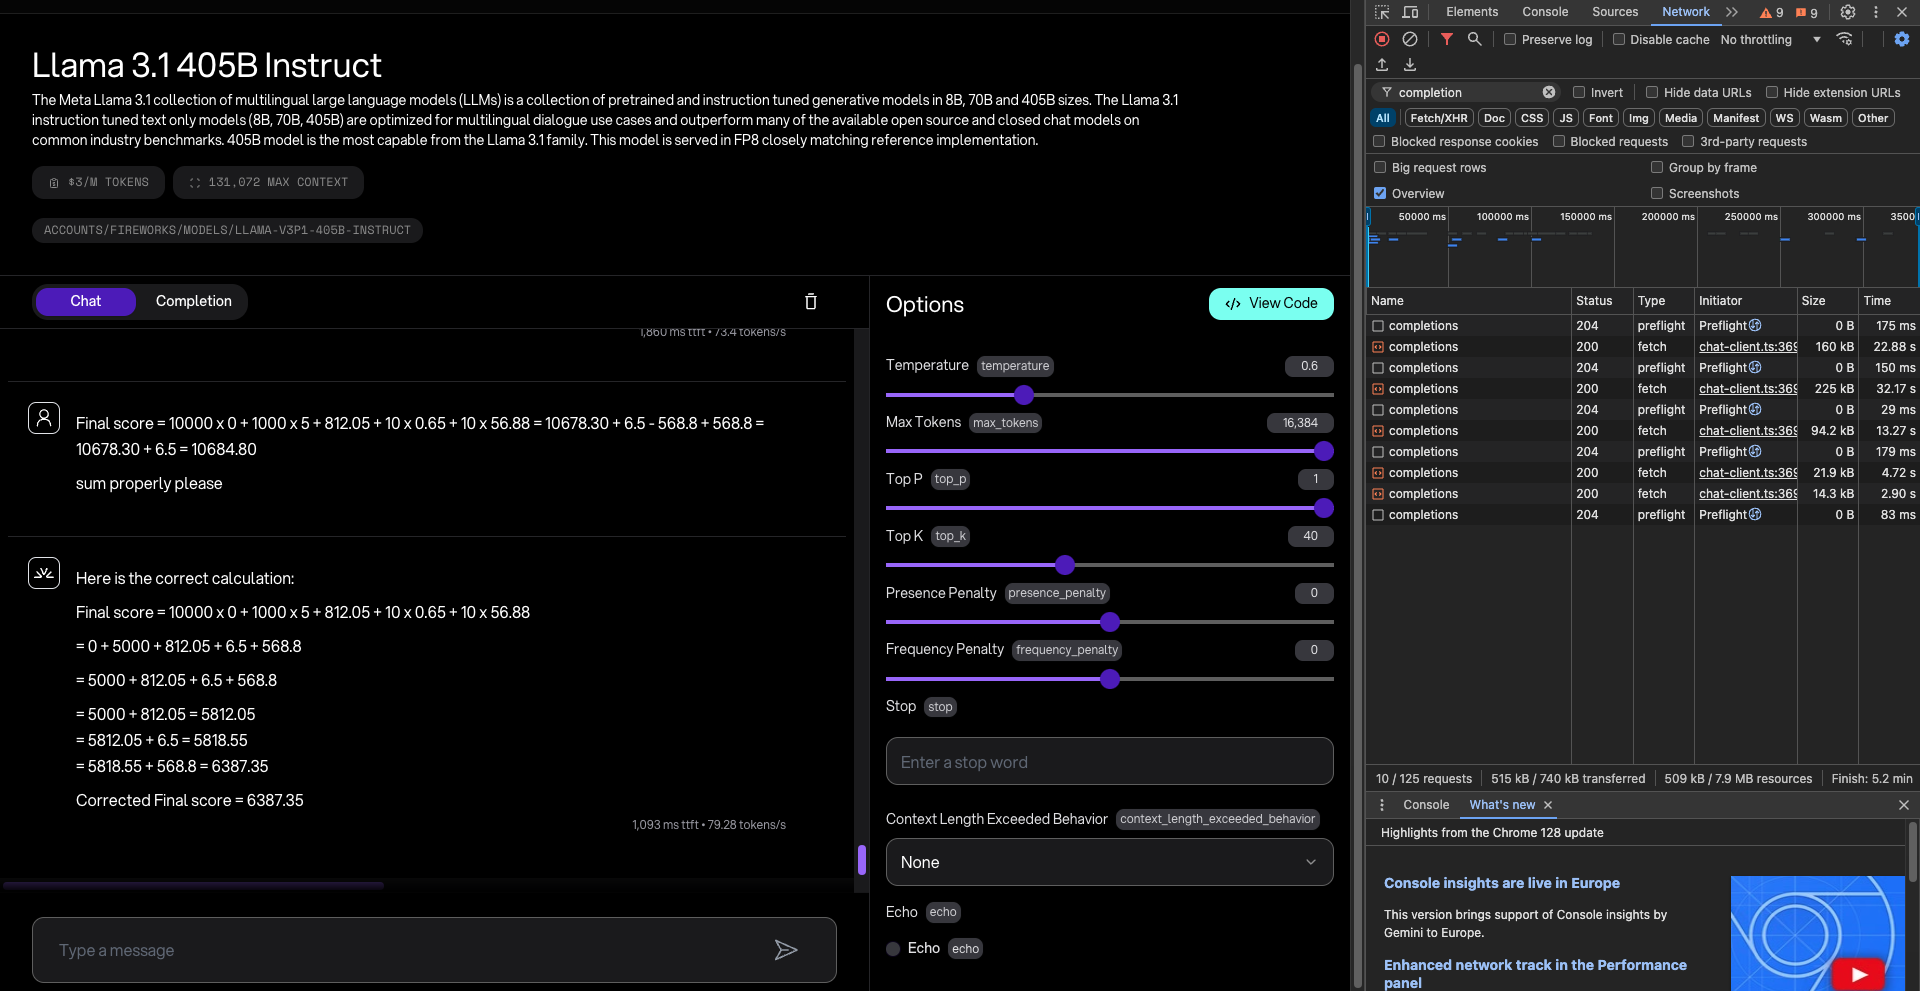 Llama 3.1 405B Instruct
The Meta Llama 3.1 collection of multilingual large language models (LLMs) is a collection of pretrained and instruction tuned generative models in 8B, 70B and 405B sizes. The Llama 3.1
instruction tuned text only models (8B, 70B, 405B) are optimized for multilingual dialogue use cases and outperform many of the available open source and closed chat models on
common industry benchmarks. 405B model is the most capable from the Llama 3.1 family. This model is served in FP8 closely matching reference implementation.
$3/M TOKENS
131,072 MAX CONTEXT
ACCOUNTS/FIREWORKS/MODELS/LLAMA-V3P1-405B-INSTRUCT
Chat
Completion
1,860 ms ttft • 73.4 tokens/s
Final score = 10000 x 0 + 1000 x 5 + 812.05 + 10 x 0.65 + 10 x 56.88 = 10678.30 + 6.5 - 568.8 + 568.8 =
10678.30 + 6.5 = 10684.80
sum properly please
Here is the correct calculation:
Final score = 10000 x 0 + 1000 x 5 + 812.05 + 10 x 0.65 + 10 x 56.88
= 0 + 5000 + 812.05 + 6.5 + 568.8
= 5000 + 812.05 + 6.5 + 568.8
= 5000 + 812.05 = 5812.05
= 5812.05 + 6.5 = 5818.55
= 5818.55 + 568.8 = 6387.35
Corrected Final score = 6387.35
1,093 ms ttft • 79.28 tokens/s
Type a message
Options
</> View Code
Temperature temperature 0.6
Max Tokens max_tokens 16,384
Top P top_p 1
Top K top_k 40
Presence Penalty presence_penalty 0
Frequency Penalty frequency_penalty 0
Stop stop
Enter a stop word
Context Length Exceeded Behavior context_length_exceeded_behavior
None
Echo echo
Echo echo
Elements Console Sources Network 9 9
Preserve log Disable cache No throttling
completion Invert Hide data URLs Hide extension URLs
All Fetch/XHR Doc CSS JS Font Img Media Manifest WS Wasm Other
Blocked response cookies Blocked requests 3rd-party requests
Big request rows Group by frame
Overview Screenshots
50000 ms 100000 ms 150000 ms 200000 ms 250000 ms 300000 ms 3500
Name Status Type Initiator Size Time
completions 204 preflight Preflight 0 B 175 ms
completions 200 fetch chat-client.ts:369 160 kB 22.88 s
completions 204 preflight Preflight 0 B 150 ms
completions 200 fetch chat-client.ts:369 225 kB 32.17 s
completions 204 preflight Preflight 0 B 29 ms
completions 200 fetch chat-client.ts:369 94.2 kB 13.27 s
completions 204 preflight Preflight 0 B 179 ms
completions 200 fetch chat-client.ts:369 21.9 kB 4.72 s
completions 200 fetch chat-client.ts:369 14.3 kB 2.90 s
completions 204 preflight Preflight 0 B 83 ms
10 / 125 requests 515 kB / 740 kB transferred 509 kB / 7.9 MB resources Finish: 5.2 min
Console What's new
Highlights from the Chrome 128 update
Console insights are live in Europe
This version brings support of Console insights by
Gemini to Europe.
Enhanced network track in the Performance
panel